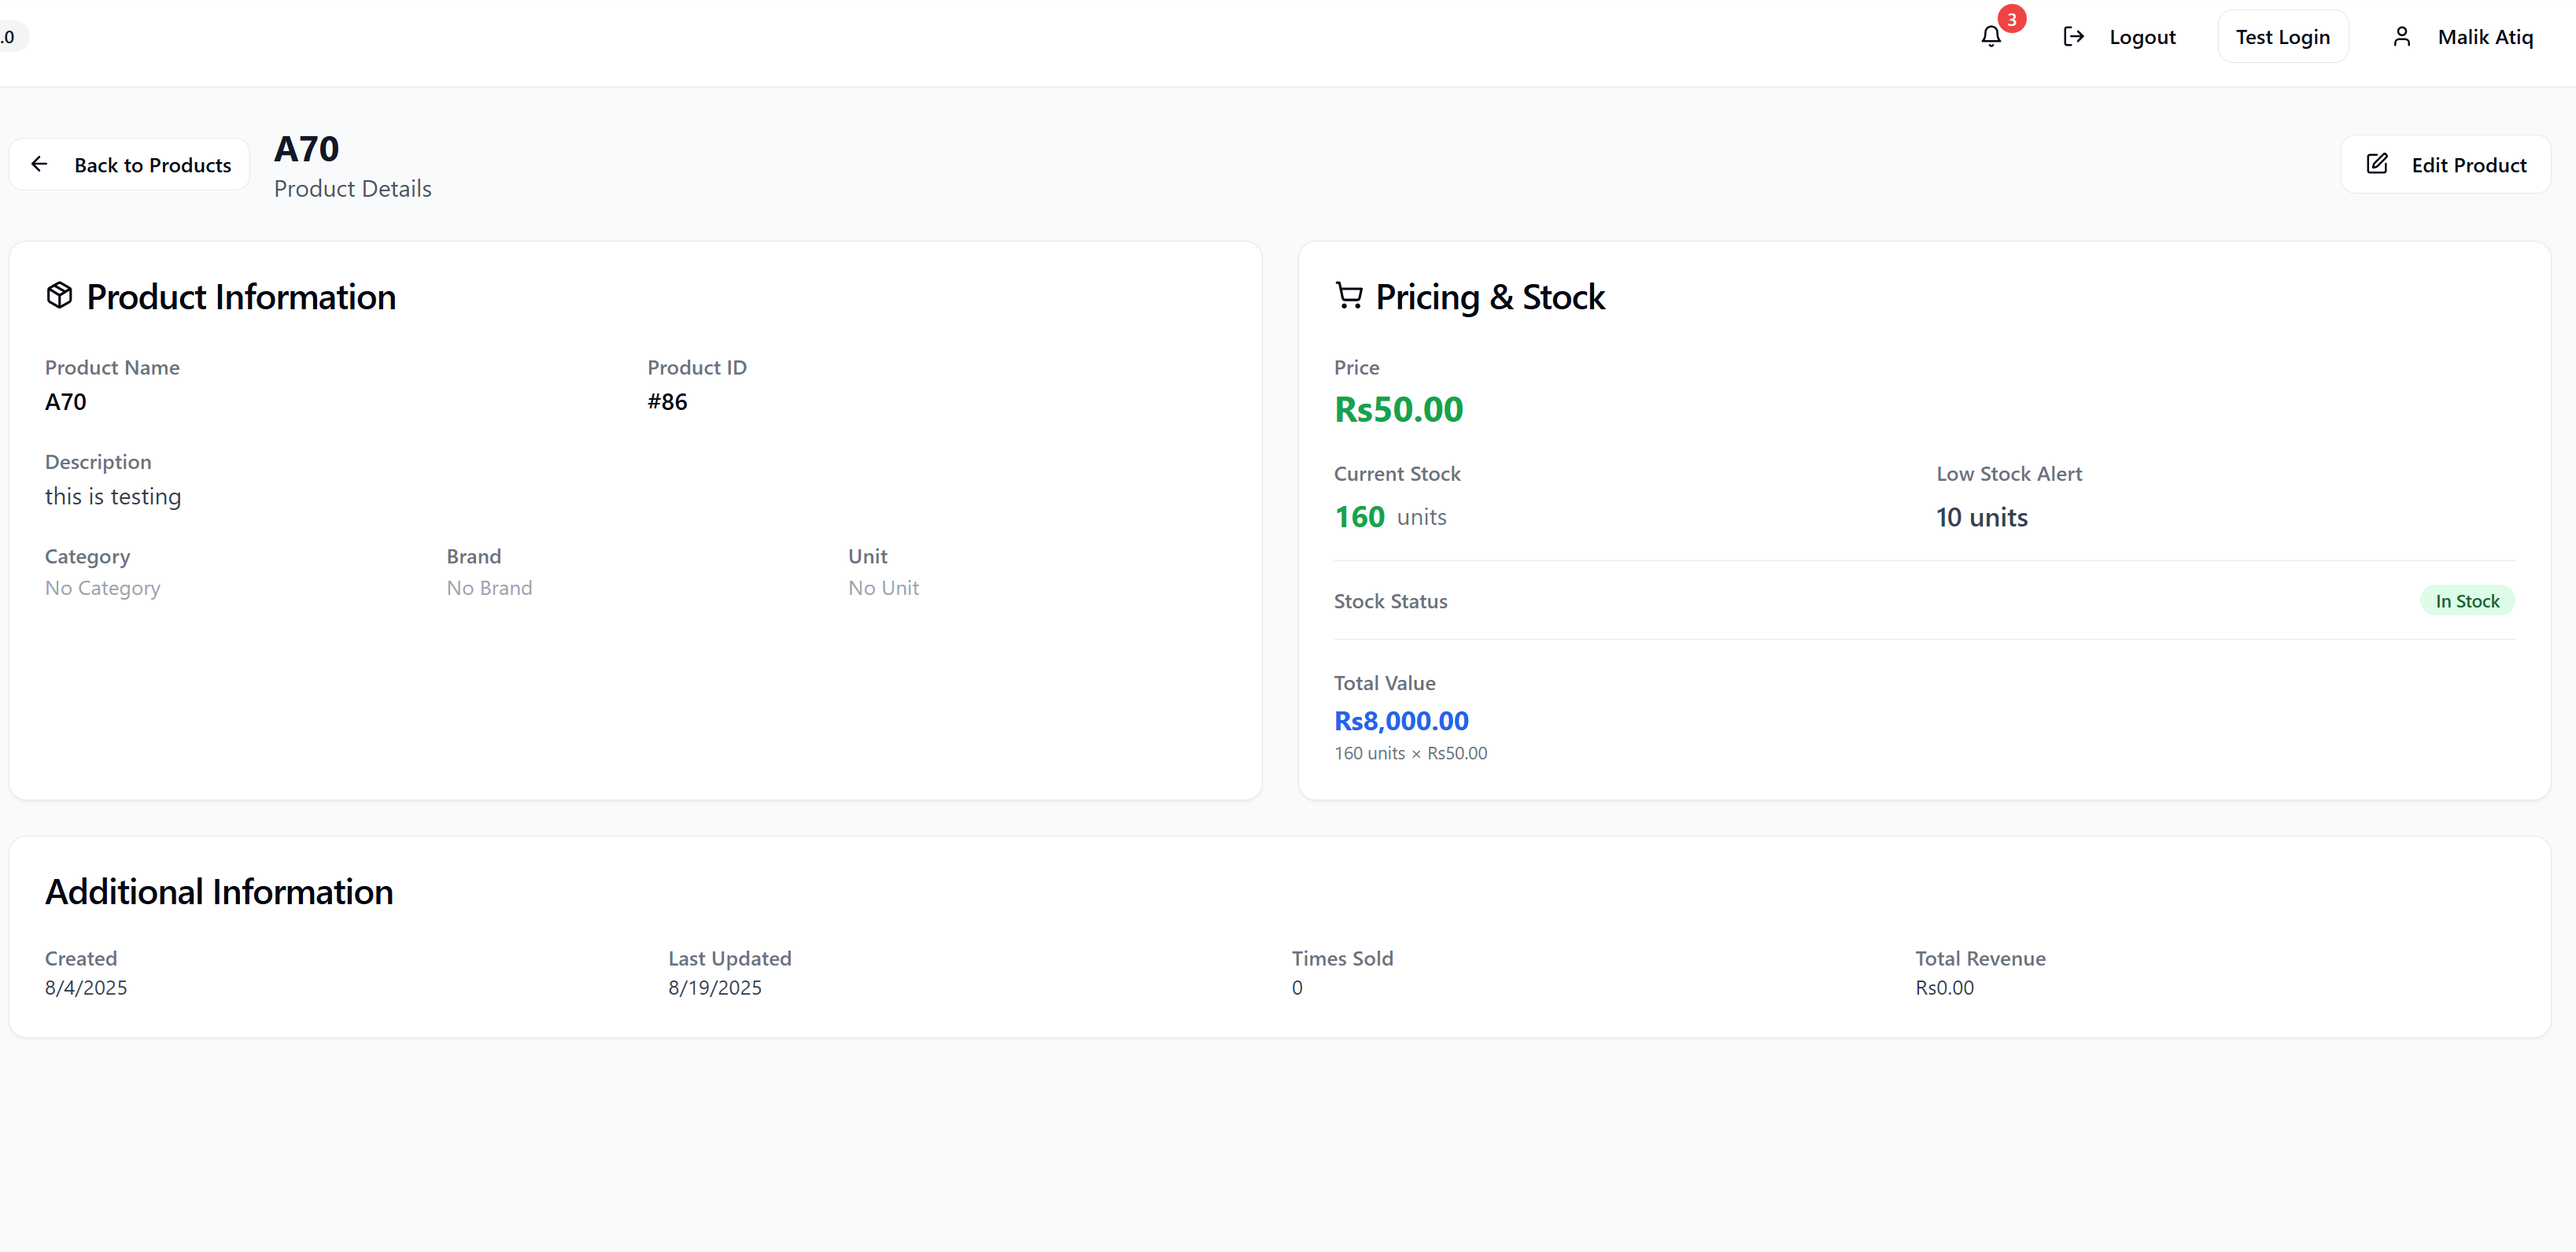 .0
3
Logout
Test Login
Malik Atiq
Back to Products
A70
Product Details
Edit Product
Product Information
Product Name
Product ID
A70
#86
Description
this is testing
Category
Brand
Unit
No Category
No Brand
No Unit
Pricing & Stock
Price
Rs50.00
Current Stock
Low Stock Alert
160 units
10 units
Stock Status
In Stock
Total Value
Rs8,000.00
160 units × Rs50.00
Additional Information
Created
Last Updated
Times Sold
Total Revenue
8/4/2025
8/19/2025
0
Rs0.00